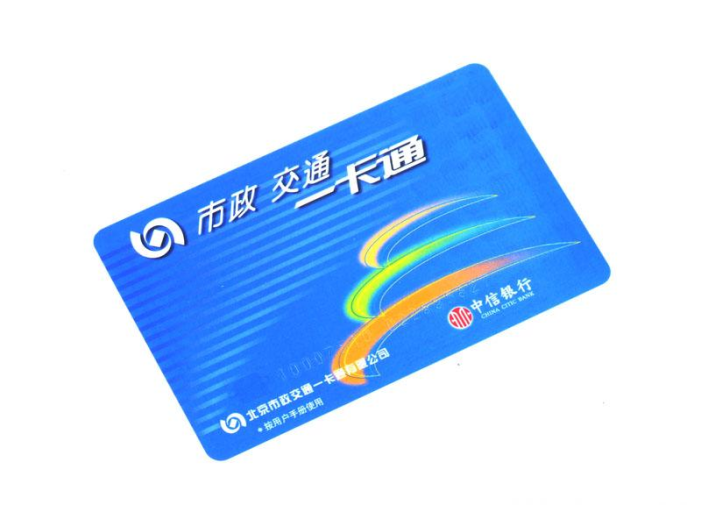 市政 交通 一卡通
中信银行
CHINA CITIC BANK
北京市政交通一卡通有限公司
*按用户手册使用